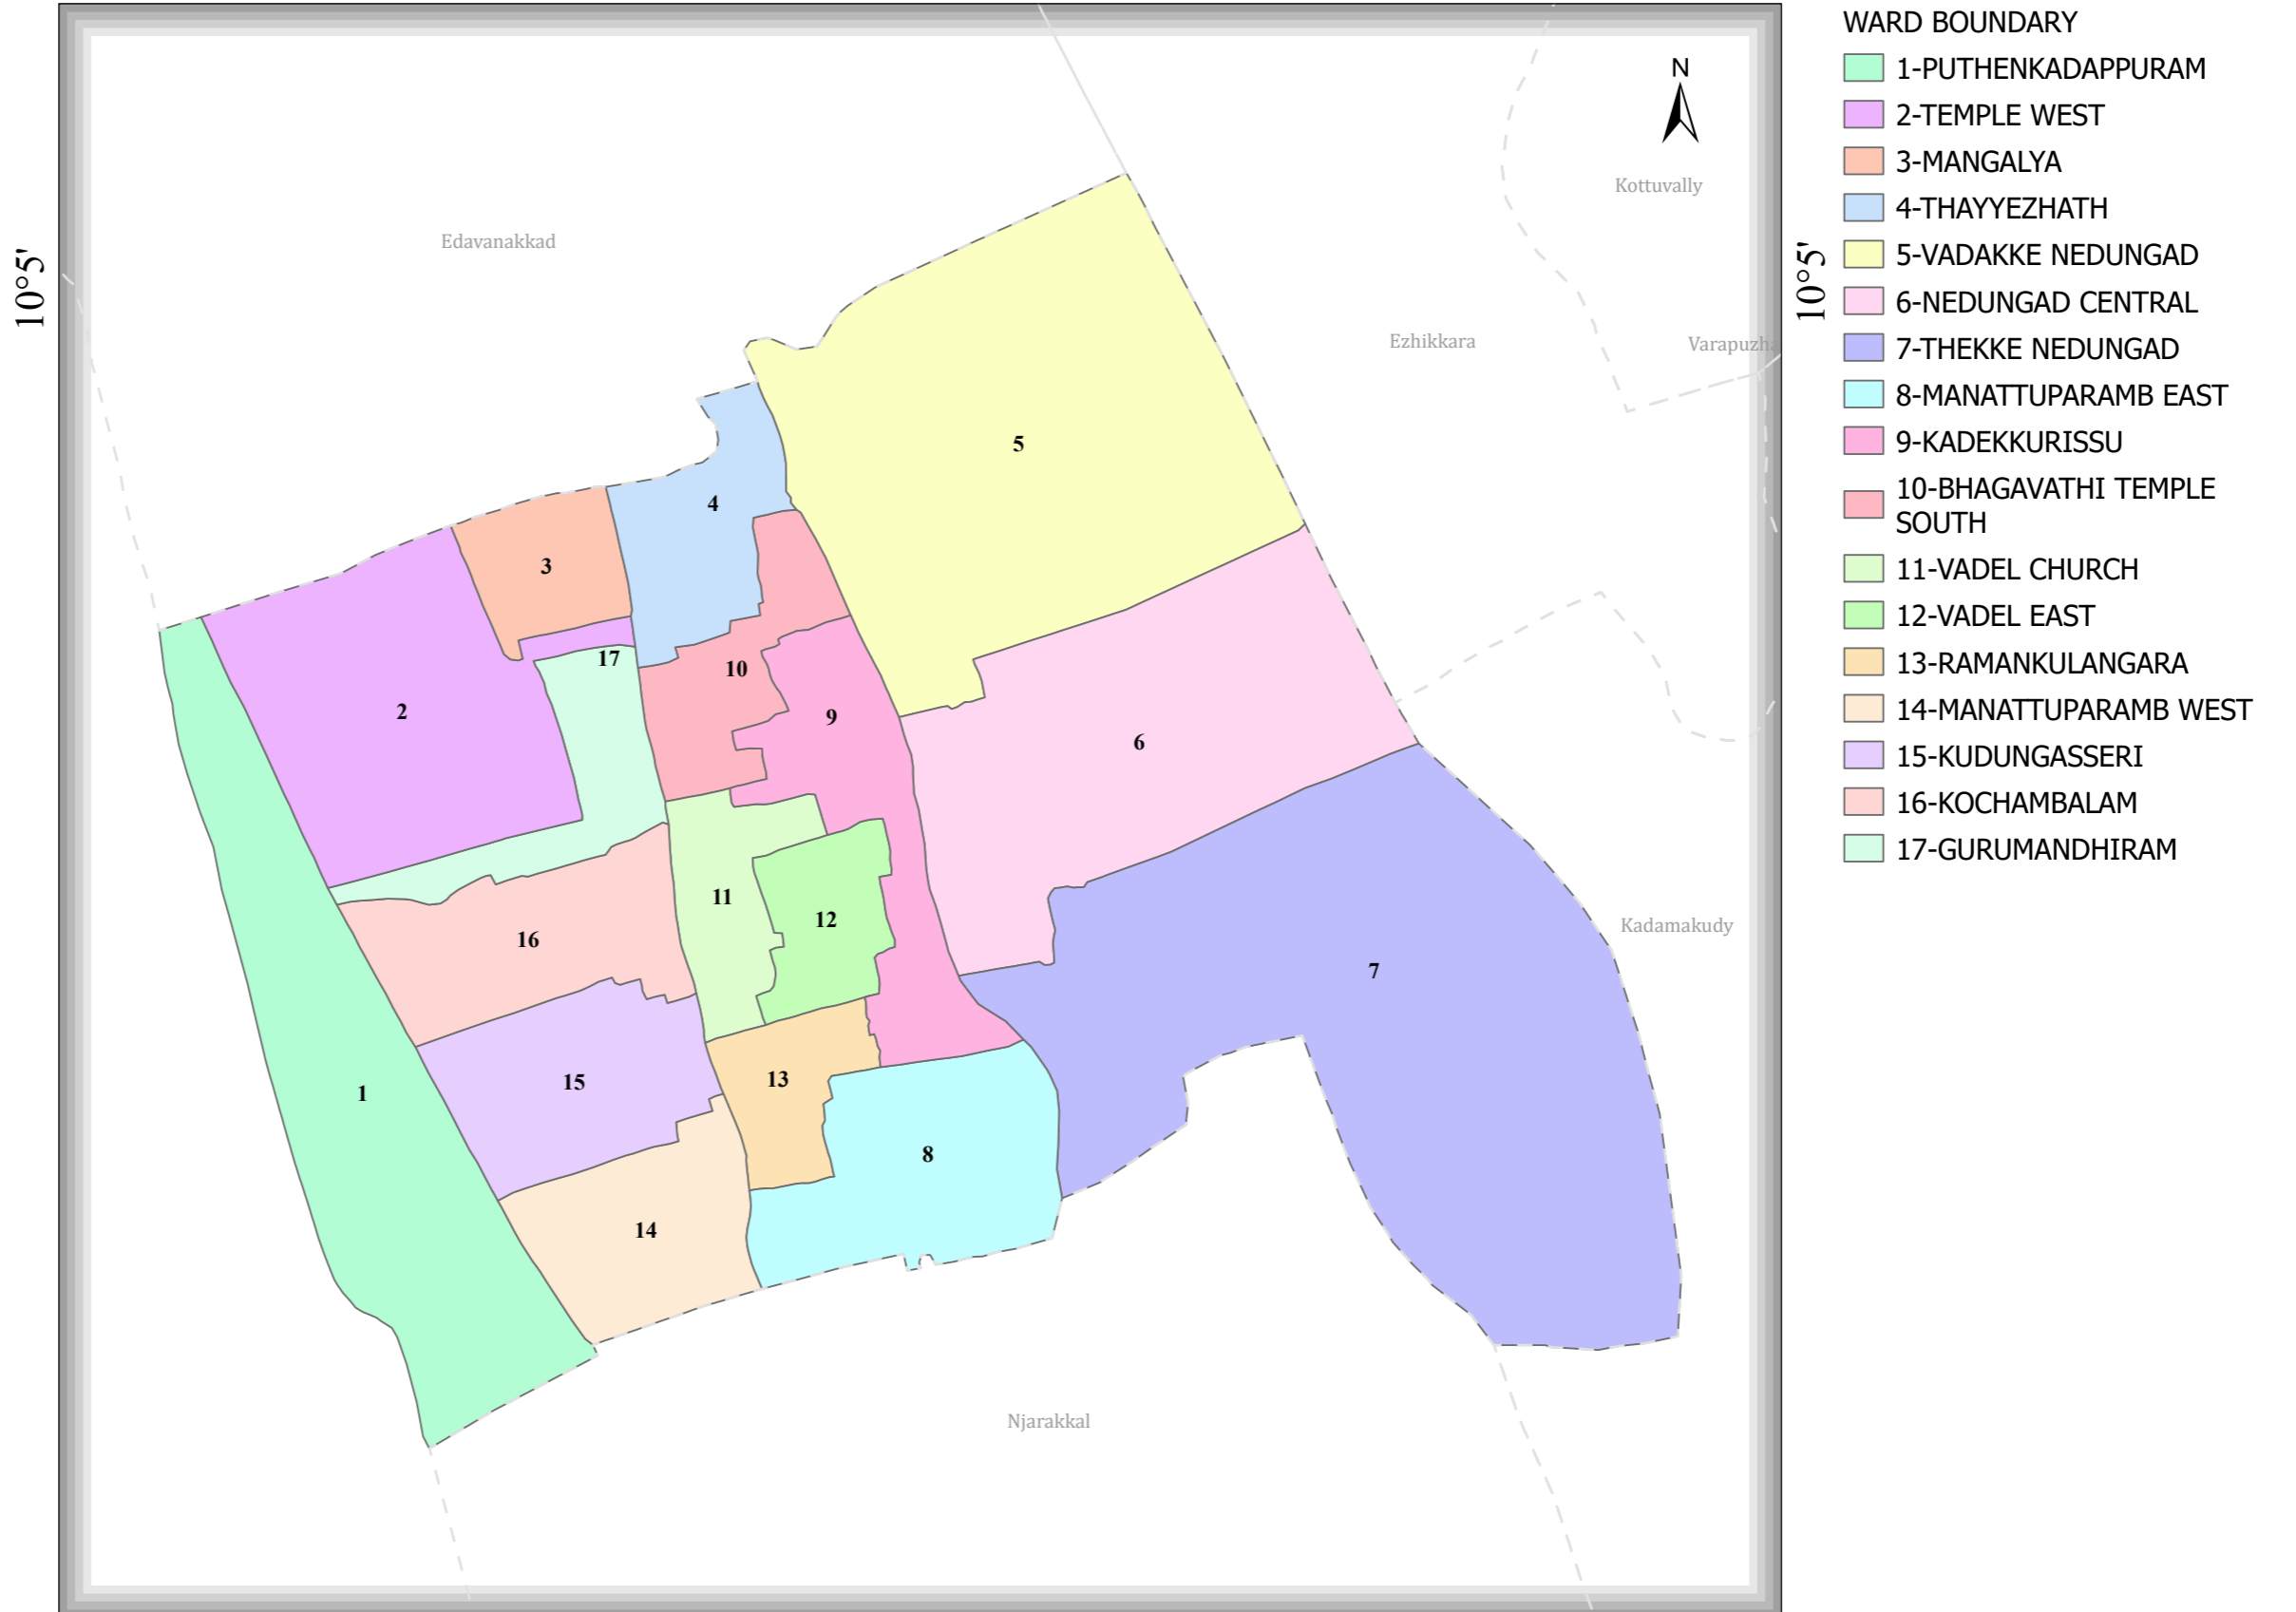 WARD BOUNDARY
1-PUTHENKADAPPURAM
2-TEMPLE WEST
3-MANGALYA
4-THAYYEZHATH
5-VADAKKE NEDUNGAD
6-NEDUNGAD CENTRAL
7-THEKKE NEDUNGAD
8-MANATTUPARAMB EAST
9-KADEKKURISSU
10-BHAGAVATHI TEMPLE
SOUTH
11-VADEL CHURCH
12-VADEL EAST
13-RAMANKULANGARA
14-MANATTUPARAMB WEST
15-KUDUNGASSERI
16-KOCHAMBALAM
17-GURUMANDHIRAM
N
Kottuvally
Edavanakkad
10°5'
10°5'
Ezhikkara
Varapuzha
5
4
3
17
10
2
9
6
11
12
Kadamakudy
16
7
13
15
1
8
14
Njarakkal